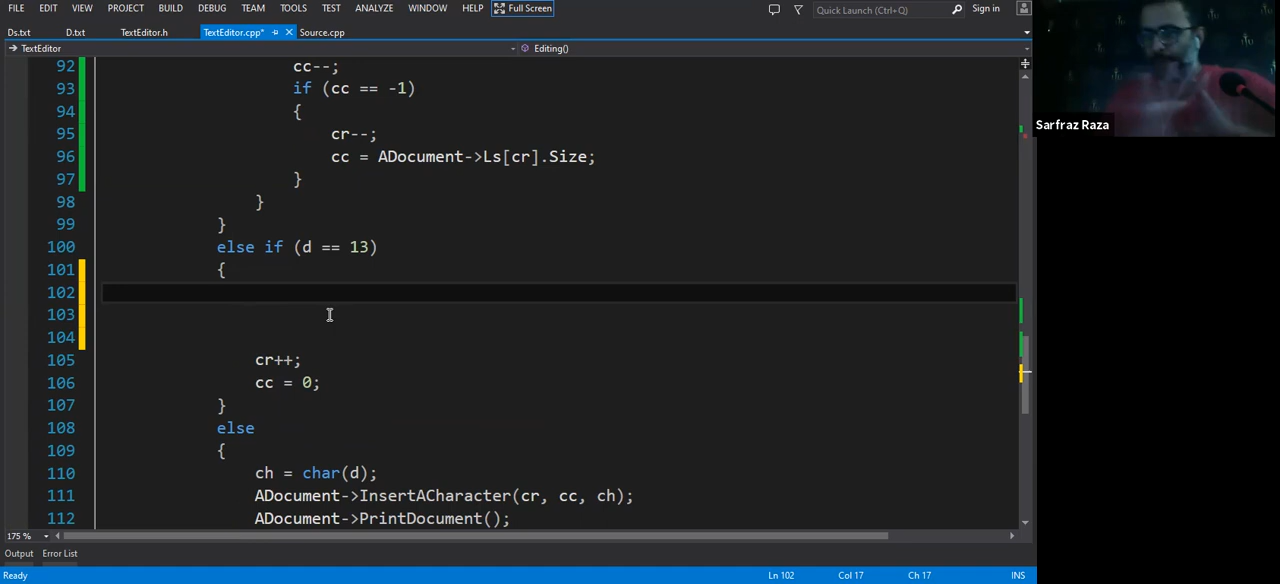 FILE EDIT VIEW PROJECT BUILD DEBUG TEAM TOOLS TEST ANALYZE WINDOW HELP Full Screen Quick Launch (Ctrl+Q) Sign in
Ds.txt D.txt TextEditor.h TextEditor.cpp* Source.cpp
TextEditor Editing()
Sarfraz Raza
92 cc--;
93 if (cc == -1)
94 {
95 cr--;
96 cc = ADocument->Ls[cr].Size;
97 }
98 }
99 }
100 else if (d == 13)
101 {
102
103
104
105 cr++;
106 cc = 0;
107 }
108 else
109 {
110 ch = char(d);
111 ADocument->InsertACharacter(cr, cc, ch);
112 ADocument->PrintDocument();
175 %
Output Error List
Ready Ln 102 Col 17 Ch 17 INS